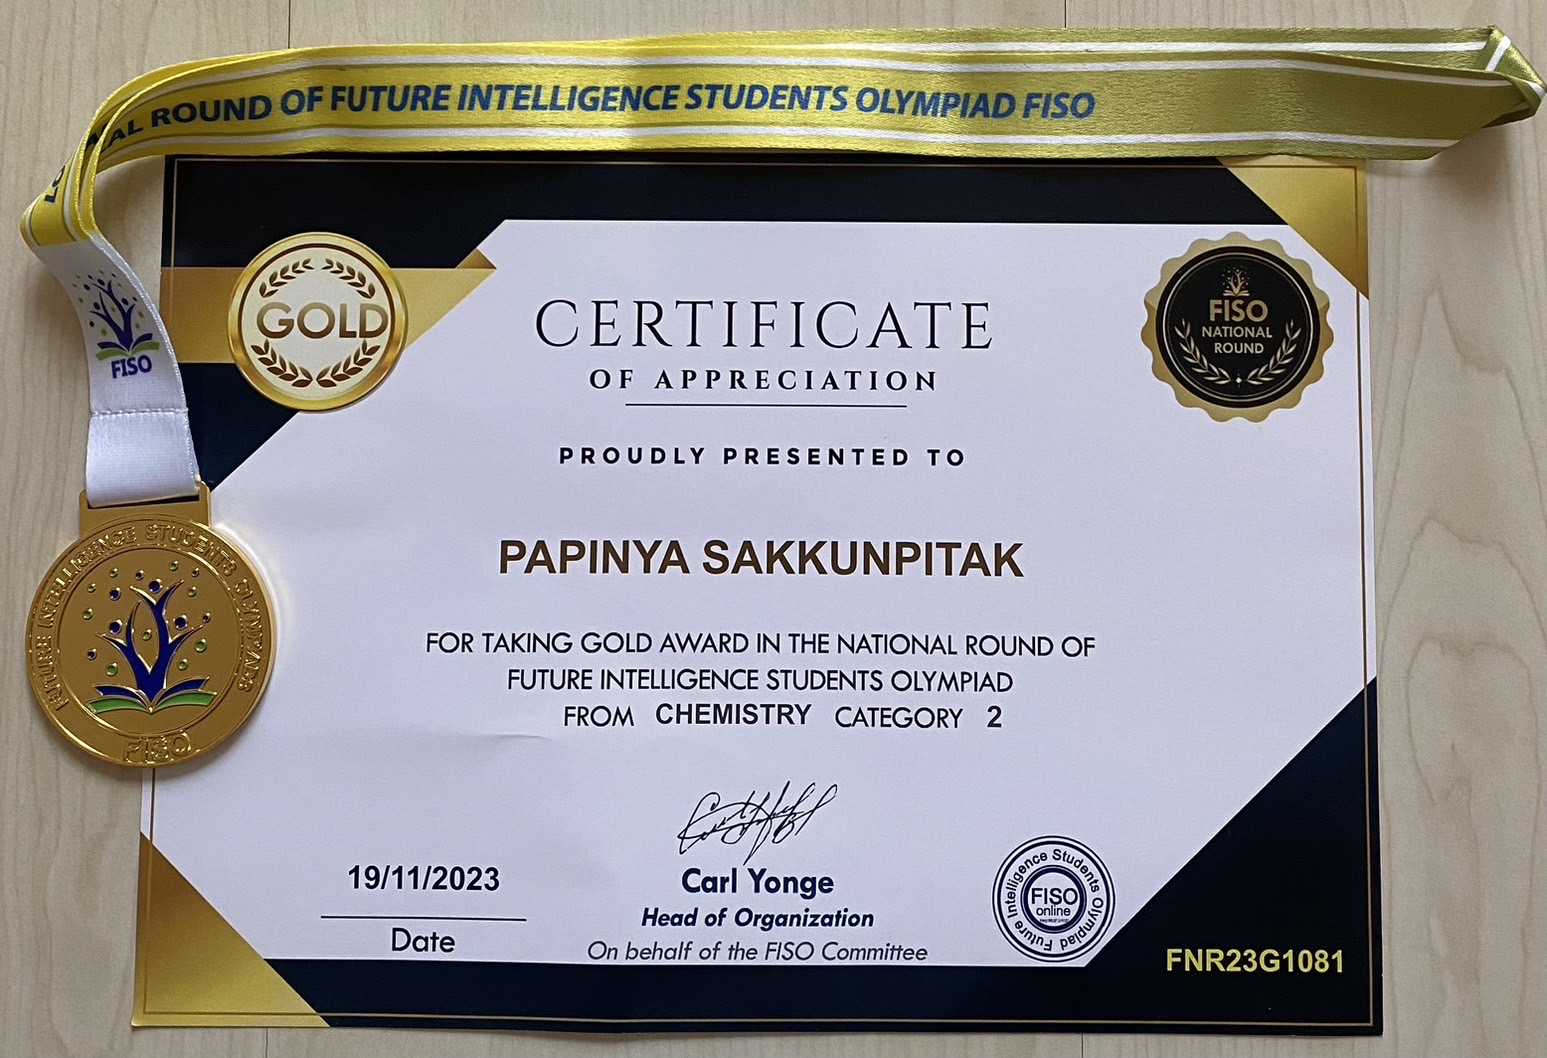 AL ROUND OF FUTURE INTELLIGENCE STUDENTS OLYMPIAD FISO
FISO
GOLD
FISO
NATIONAL
ROUND
CERTIFICATE
OF APPRECIATION
PROUDLY PRESENTED TO
PAPINYA SAKKUNPITAK
FOR TAKING GOLD AWARD IN THE NATIONAL ROUND OF
FUTURE INTELLIGENCE STUDENTS OLYMPIAD
FROM CHEMISTRY CATEGORY 2
FUTURE INTELLIGENCE STUDENTS OLYMPIADS
FISO
19/11/2023
Date
Carl Yonge
Head of Organization
On behalf of the FISO Committee
Future Intelligence Students Olympiad
FISO
online
FNR23G1081